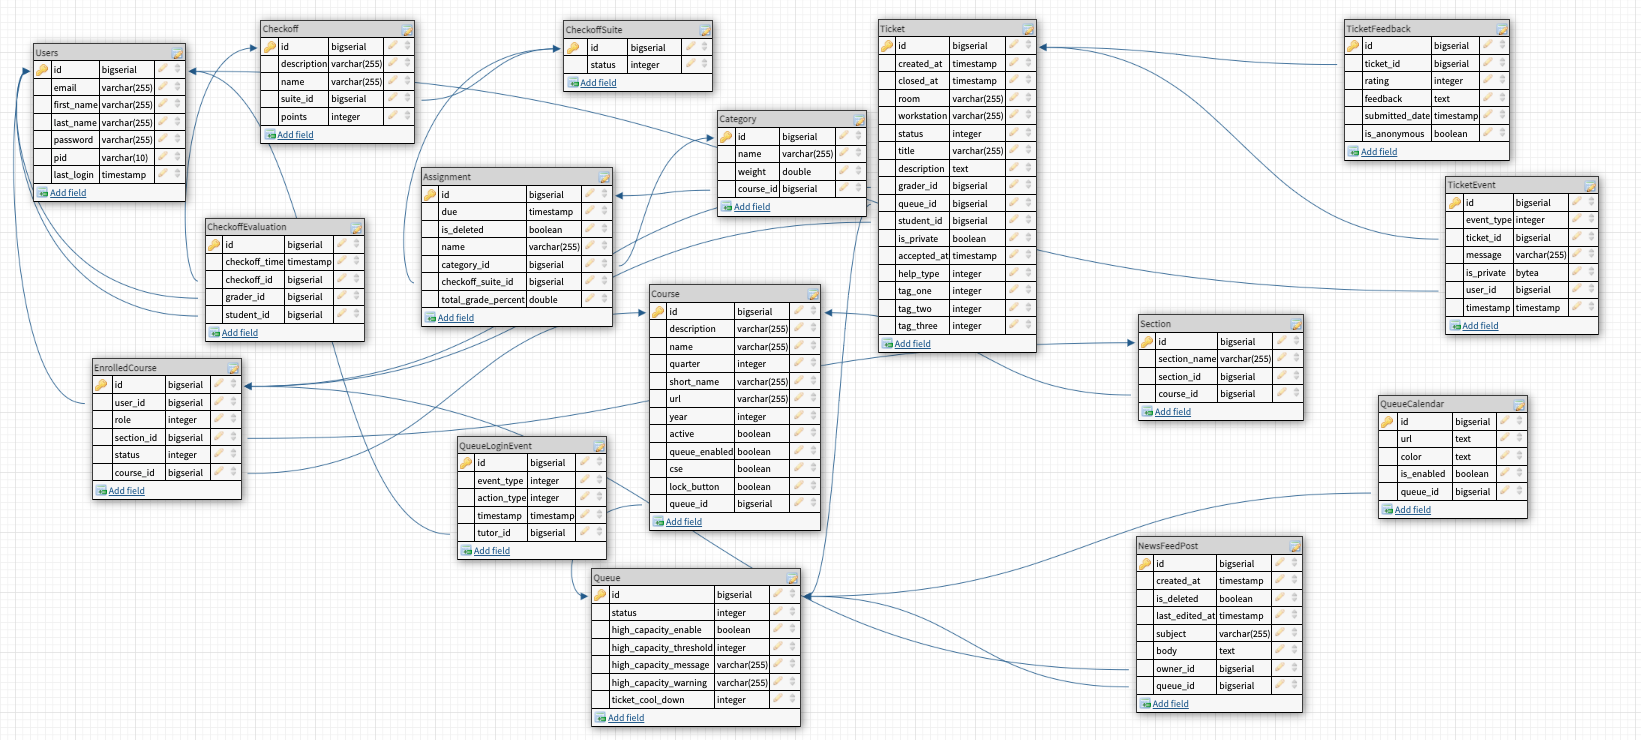 Users
id bigserial
email varchar(255)
first_name varchar(255)
last_name varchar(255)
password varchar(255)
pid varchar(10)
last_login timestamp
Add field
Checkoff
id bigserial
description varchar(255)
name varchar(255)
suite_id bigserial
points integer
Add field
CheckoffSuite
id bigserial
status integer
Add field
Category
id bigserial
name varchar(255)
weight double
course_id bigserial
Add field
Ticket
id bigserial
created_at timestamp
closed_at timestamp
room varchar(255)
workstation varchar(255)
status integer
title varchar(255)
description text
grader_id bigserial
queue_id bigserial
student_id bigserial
is_private boolean
accepted_at timestamp
help_type integer
tag_one integer
tag_two integer
tag_three integer
Add field
TicketFeedback
id bigserial
ticket_id bigserial
rating integer
feedback text
submitted_date timestamp
is_anonymous boolean
Add field
TicketEvent
id bigserial
event_type integer
ticket_id bigserial
message varchar(255)
is_private bytea
user_id bigserial
timestamp timestamp
Add field
Assignment
id bigserial
due timestamp
is_deleted boolean
name varchar(255)
category_id bigserial
checkoff_suite_id bigserial
total_grade_percent double
Add field
CheckoffEvaluation
id bigserial
checkoff_time timestamp
checkoff_id bigserial
grader_id bigserial
student_id bigserial
Add field
Course
id bigserial
description varchar(255)
name varchar(255)
quarter integer
short_name varchar(255)
url varchar(255)
year integer
active boolean
queue_enabled boolean
cse boolean
lock_button boolean
queue_id bigserial
Add field
Section
id bigserial
section_name varchar(255)
section_id bigserial
course_id bigserial
Add field
EnrolledCourse
id bigserial
user_id bigserial
role integer
section_id bigserial
status integer
course_id bigserial
Add field
QueueLoginEvent
id bigserial
event_type integer
action_type integer
timestamp timestamp
tutor_id bigserial
Add field
QueueCalendar
id bigserial
url text
color text
is_enabled boolean
queue_id bigserial
Add field
Queue
id bigserial
status integer
high_capacity_enable boolean
high_capacity_threshold integer
high_capacity_message varchar(255)
high_capacity_warning varchar(255)
ticket_cool_down integer
Add field
NewsFeedPost
id bigserial
created_at timestamp
is_deleted boolean
last_edited_at timestamp
subject varchar(255)
body text
owner_id bigserial
queue_id bigserial
Add field